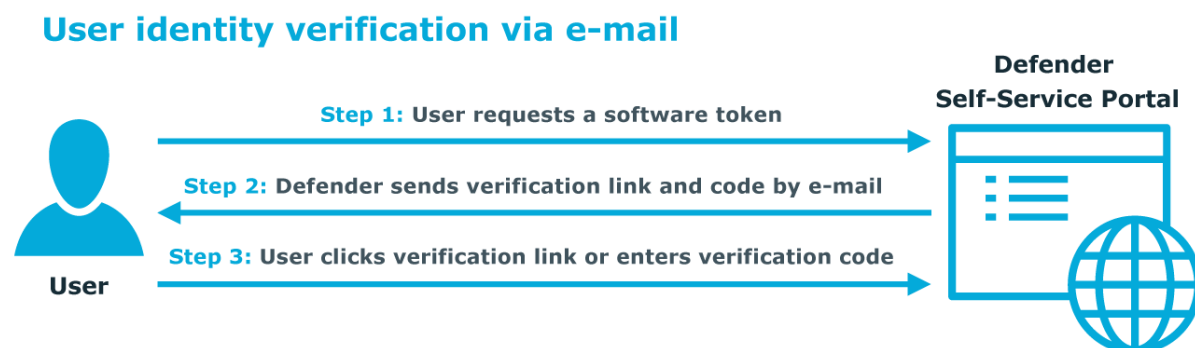 User identity verification via e-mail
Defender
Self-Service Portal
Step 1: User requests a software token
Step 2: Defender sends verification link and code by e-mail
Step 3: User clicks verification link or enters verification code
User